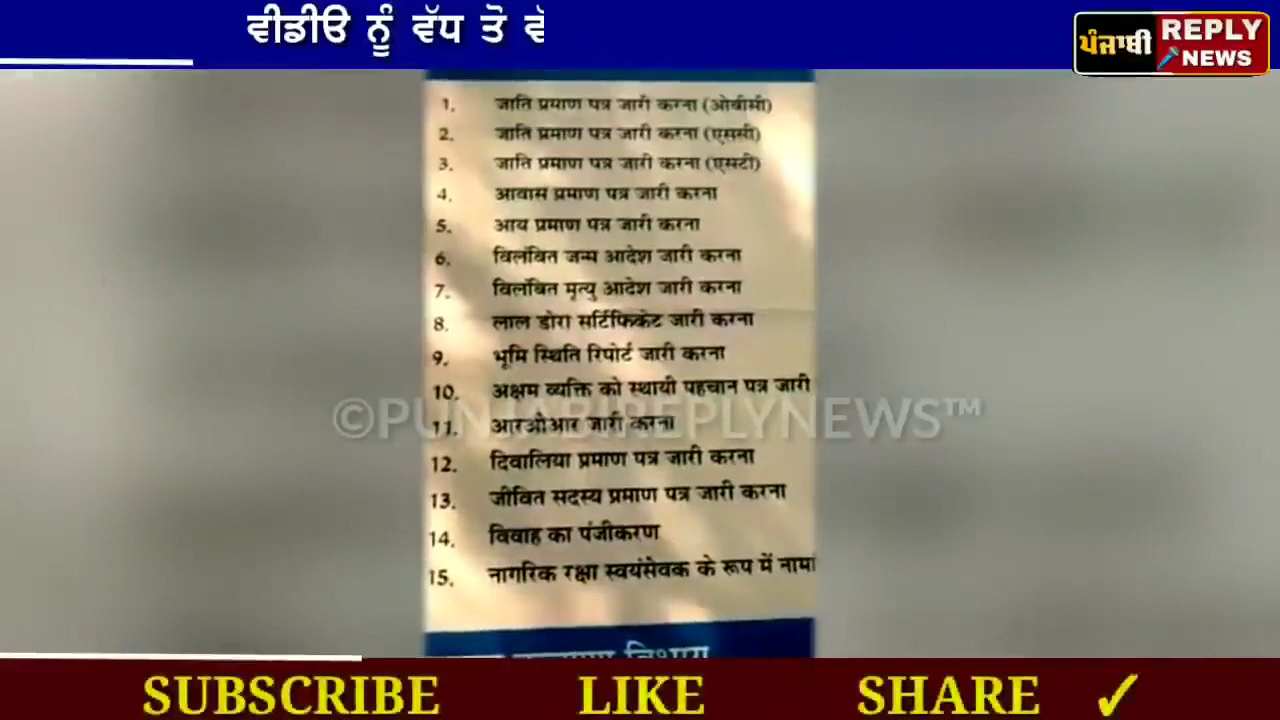 ਵੀਡੀਓ ਨੂੰ ਵੱਧ ਤੋਂ
ਪੰਜਾਬੀ REPLY NEWS
1. जाति प्रमाण पत्र जारी करना (ओबीसी)
2. जाति प्रमाण पत्र जारी करना (एससी)
3. जाति प्रमाण पत्र जारी करना (एसटी)
4. आवास प्रमाण पत्र जारी करना
5. आय प्रमाण पत्र जारी करना
6. विलंबित जन्म आदेश जारी करना
7. विलंबित मृत्यु आदेश जारी करना
8. लाल डोरा सर्टिफिकेट जारी करना
9. भूमि स्थिति रिपोर्ट जारी करना
10. अक्षम व्यक्ति को स्थायी पहचान पत्र जारी
©PUNJABIREPLYNEWS™
11. आरओआर जारी करना
12. दिवालिया प्रमाण पत्र जारी करना
13. जीवित सदस्य प्रमाण पत्र जारी करना
14. विवाह का पंजीकरण
15. नागरिक रक्षा स्वयंसेवक के रूप में
SUBSCRIBE LIKE SHARE ✓